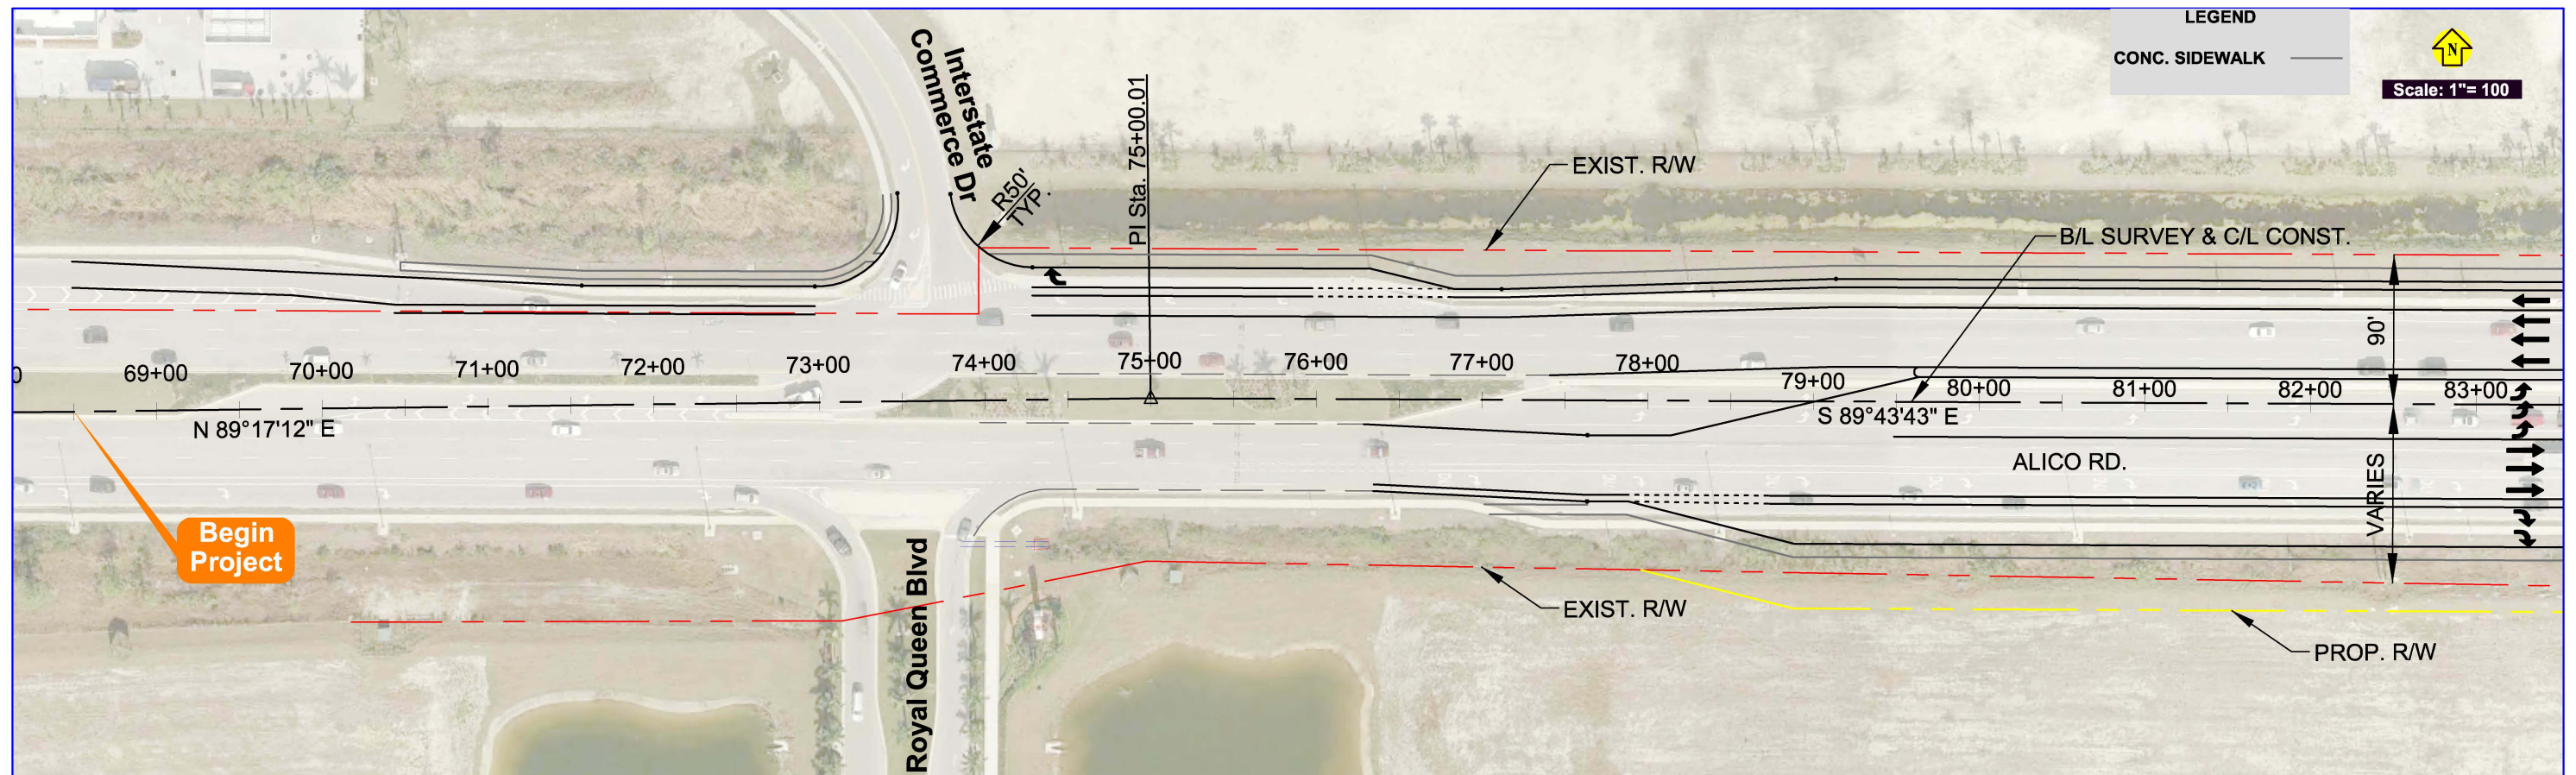 LEGEND
CONC. SIDEWALK
N
Scale: 1"= 100
Interstate
Commerce Dr
R50'
TYP.
PI Sta. 75+00.01
EXIST. R/W
B/L SURVEY & C/L CONST.
90'
0
69+00
70+00
71+00
72+00
73+00
74+00
75+00
76+00
77+00
78+00
79+00
80+00
81+00
82+00
83+00
N 89°17'12" E
S 89°43'43" E
ALICO RD.
VARIES
Begin
Project
Royal Queen Blvd
EXIST. R/W
PROP. R/W